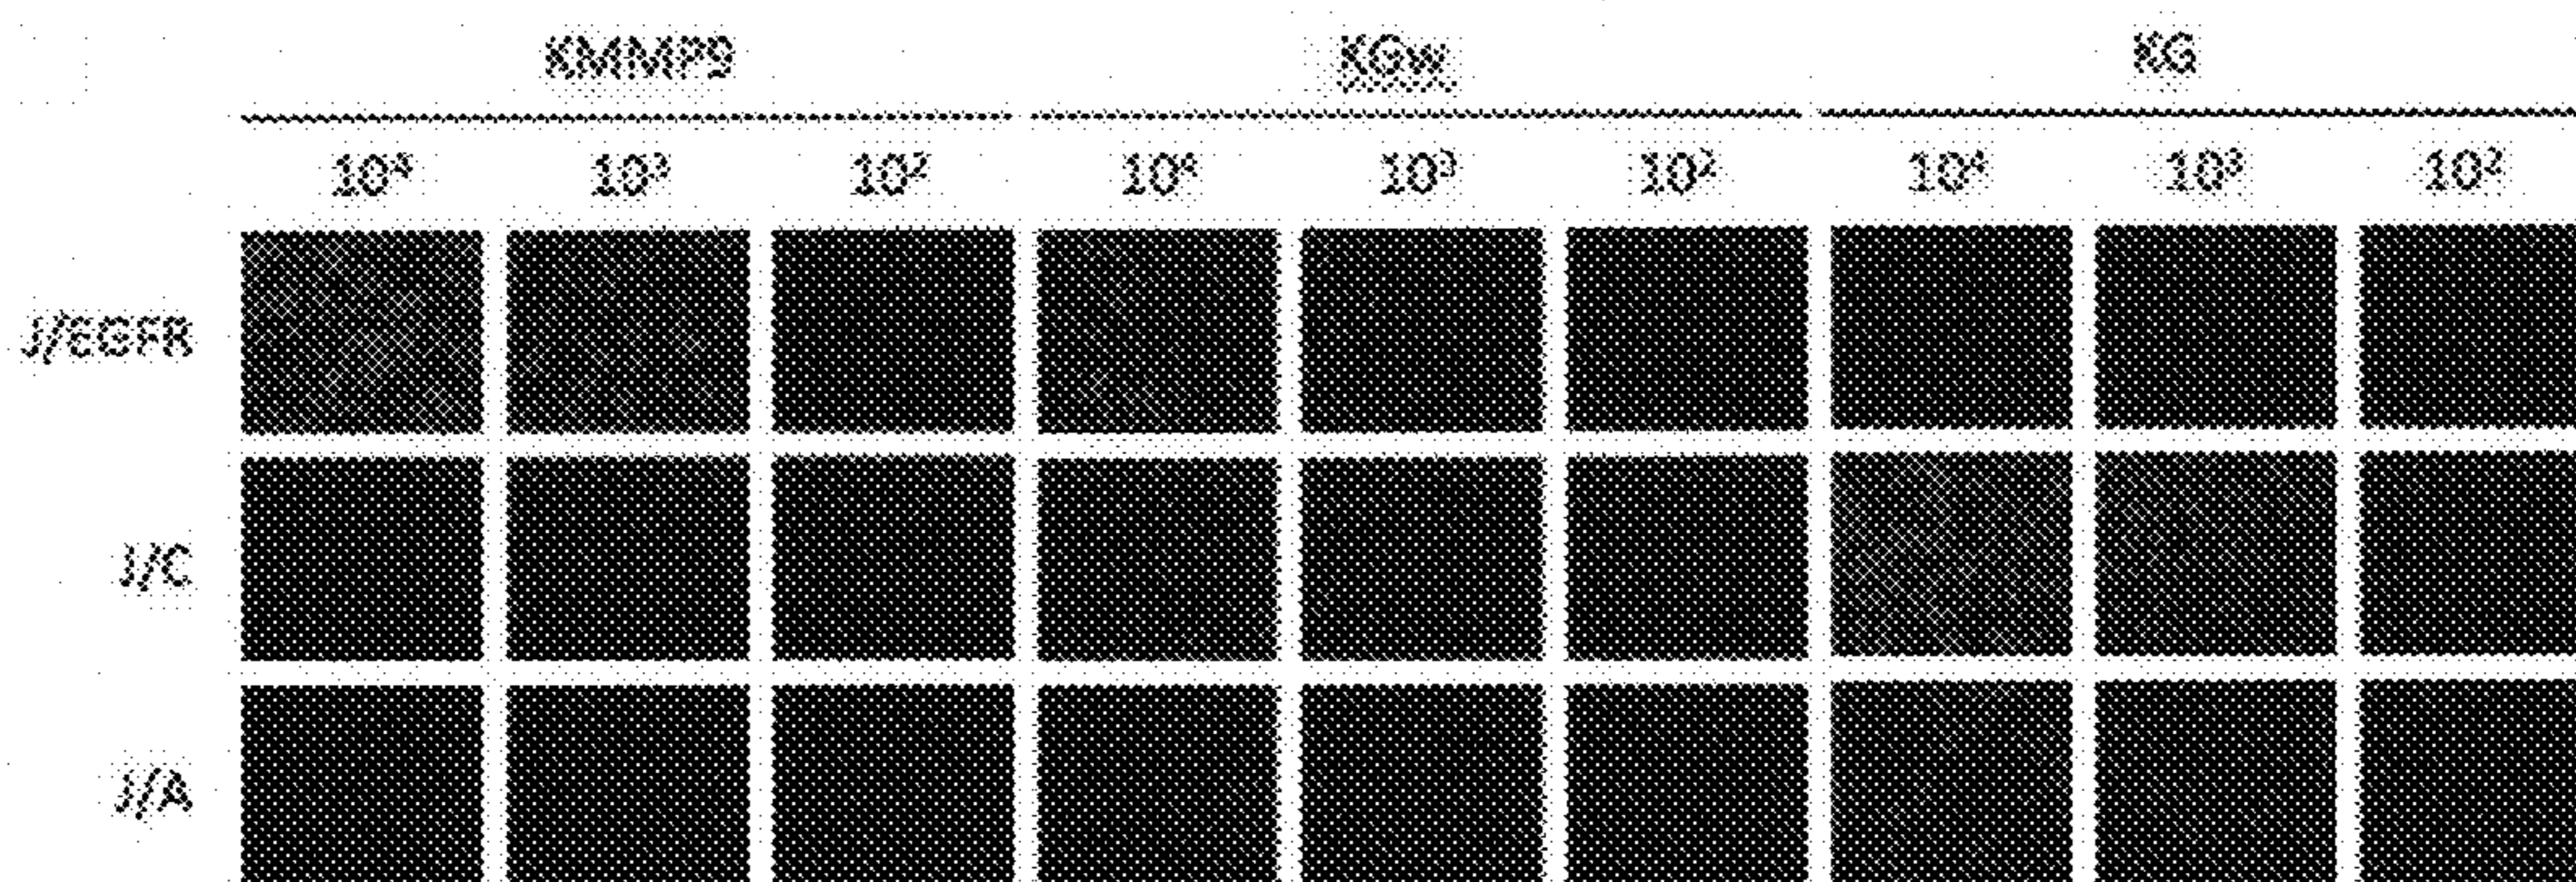 KMMP9 KGw KG
10⁴ 10³ 10² 10⁴ 10³ 10² 10⁴ 10³ 10²
J/EGFR
J/C
J/A